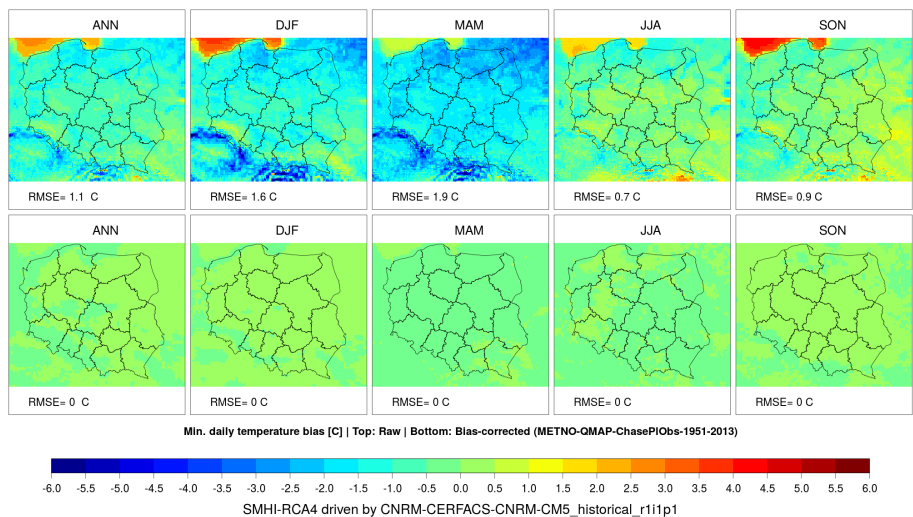 ANN DJF MAM JJA SON
RMSE= 1.1 C RMSE= 1.6 C RMSE= 1.9 C RMSE= 0.7 C RMSE= 0.9 C
ANN DJF MAM JJA SON
RMSE= 0 C RMSE= 0 C RMSE= 0 C RMSE= 0 C RMSE= 0 C
Min. daily temperature bias [C] | Top: Raw | Bottom: Bias-corrected (METNO-QMAP-ChasePlObs-1951-2013)
-6.0 -5.5 -5.0 -4.5 -4.0 -3.5 -3.0 -2.5 -2.0 -1.5 -1.0 -0.5 0.0 0.5 1.0 1.5 2.0 2.5 3.0 3.5 4.0 4.5 5.0 5.5 6.0
SMHI-RCA4 driven by CNRM-CERFACS-CNRM-CM5_historical_r1i1p1